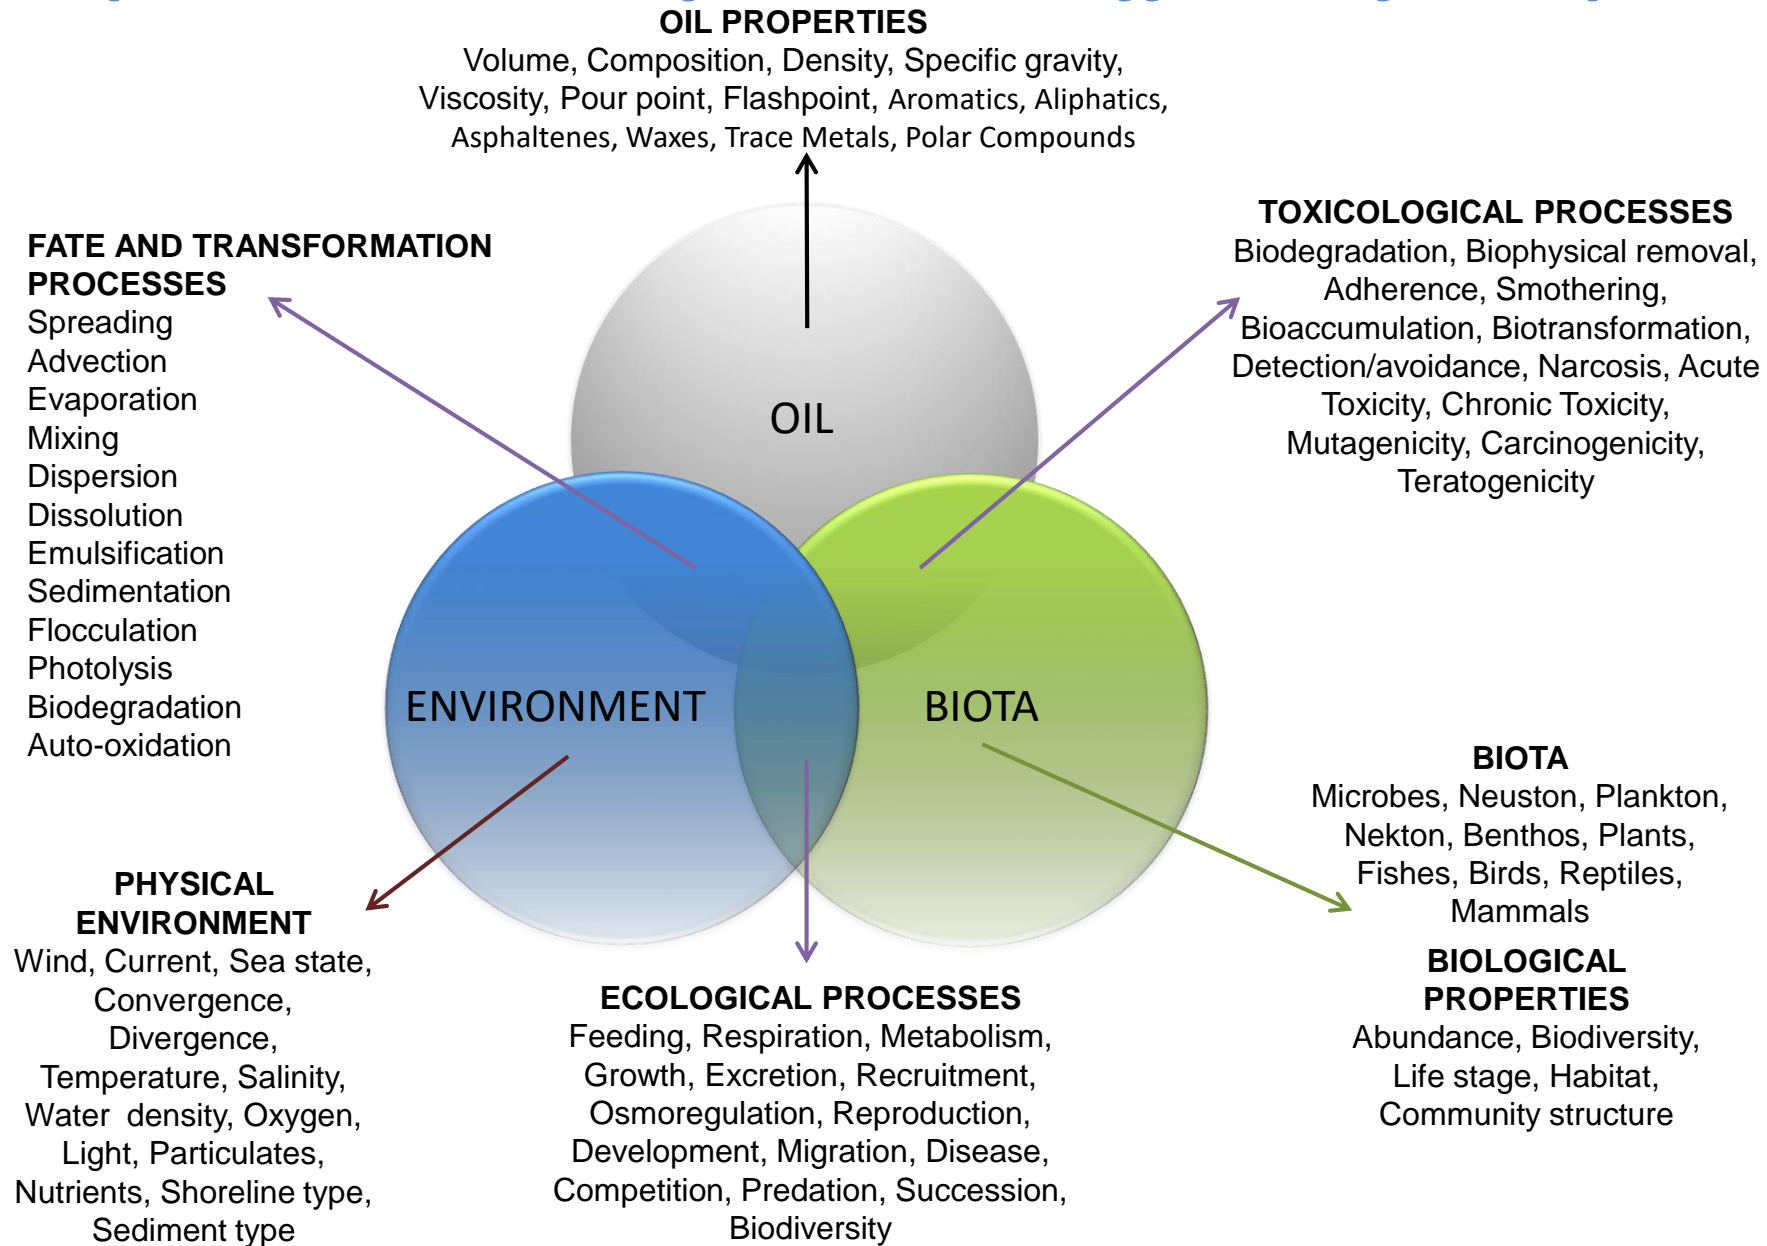 OIL PROPERTIES
Volume, Composition, Density, Specific gravity,
Viscosity, Pour point, Flashpoint, Aromatics, Aliphatics,
Asphaltenes, Waxes, Trace Metals, Polar Compounds
FATE AND TRANSFORMATION
PROCESSES
Spreading
Advection
Evaporation
Mixing
Dispersion
Dissolution
Emulsification
Sedimentation
Flocculation
Photolysis
Biodegradation
Auto-oxidation
TOXICOLOGICAL PROCESSES
Biodegradation, Biophysical removal,
Adherence, Smothering,
Bioaccumulation, Biotransformation,
Detection/avoidance, Narcosis, Acute
Toxicity, Chronic Toxicity,
Mutagenicity, Carcinogenicity,
Teratogenicity
OIL
ENVIRONMENT
BIOTA
PHYSICAL
ENVIRONMENT
Wind, Current, Sea state,
Convergence,
Divergence,
Temperature, Salinity,
Water density, Oxygen,
Light, Particulates,
Nutrients, Shoreline type,
Sediment type
ECOLOGICAL PROCESSES
Feeding, Respiration, Metabolism,
Growth, Excretion, Recruitment,
Osmoregulation, Reproduction,
Development, Migration, Disease,
Competition, Predation, Succession,
Biodiversity
BIOTA
Microbes, Neuston, Plankton,
Nekton, Benthos, Plants,
Fishes, Birds, Reptiles,
Mammals
BIOLOGICAL
PROPERTIES
Abundance, Biodiversity,
Life stage, Habitat,
Community structure